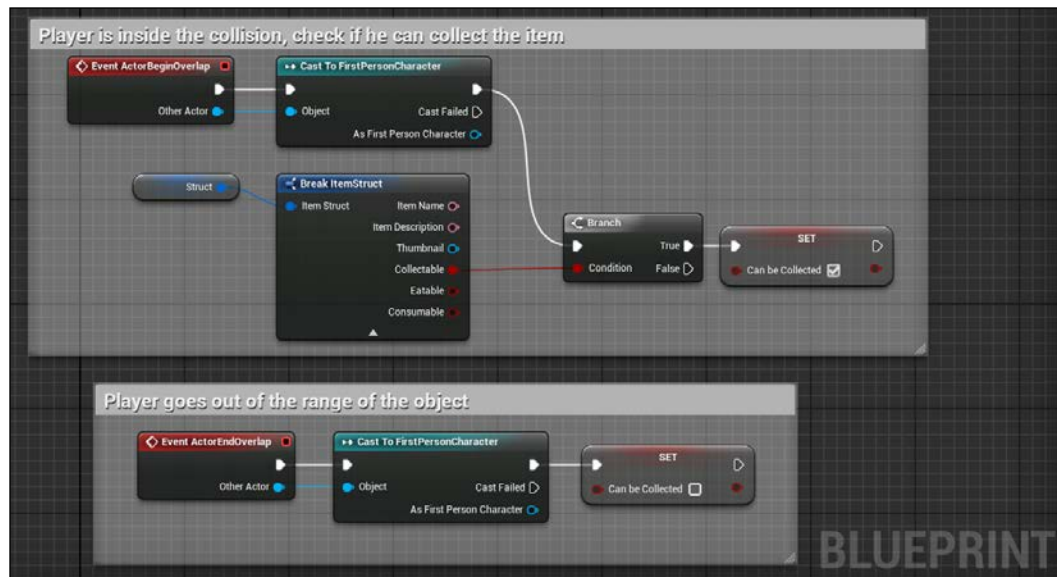 Player is inside the collision, check if he can collect the item
Event ActorBeginOverlap
Other Actor
Cast To FirstPersonCharacter
Object
Cast Failed
As First Person Character
Struct
Break ItemStruct
Item Struct
Item Name
Item Description
Thumbnail
Collectable
Eatable
Consumable
Branch
True
Condition
False
SET
Can be Collected
Player goes out of the range of the object
Event ActorEndOverlap
Other Actor
Cast To FirstPersonCharacter
Object
Cast Failed
As First Person Character
SET
Can be Collected
BLUEPRINT